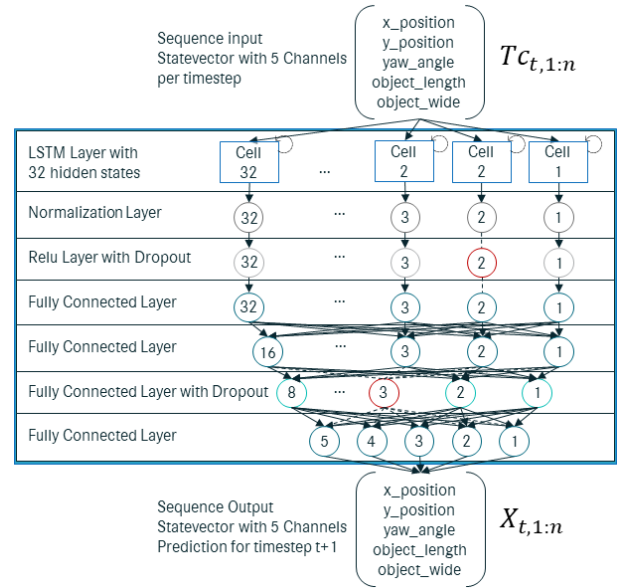 Sequence input
Statevector with 5 Channels
per timestep
x_position
y_position
yaw_angle
object_length
object_wide
Tc_{t,1:n}
LSTM Layer with
32 hidden states
Cell
32
...
Cell
2
Cell
2
Cell
1
Normalization Layer
32 ... 3 2 1
Relu Layer with Dropout
32 ... 3 2 1
Fully Connected Layer
32 ... 3 2 1
Fully Connected Layer
16 ... 3 2 1
Fully Connected Layer with Dropout
8 ... 3 2 1
Fully Connected Layer
5 4 3 2 1
Sequence Output
Statevector with 5 Channels
Prediction for timestep t+1
x_position
y_position
yaw_angle
object_length
object_wide
X_{t,1:n}